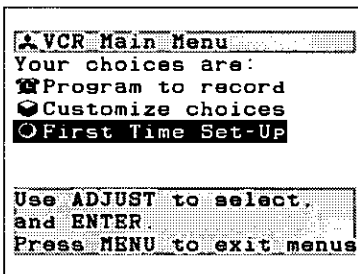 VCR Main Menu
Your choices are:
Program to record
Customize choices
First Time Set-Up
Use ADJUST to select,
and ENTER.
Press MENU to exit menus